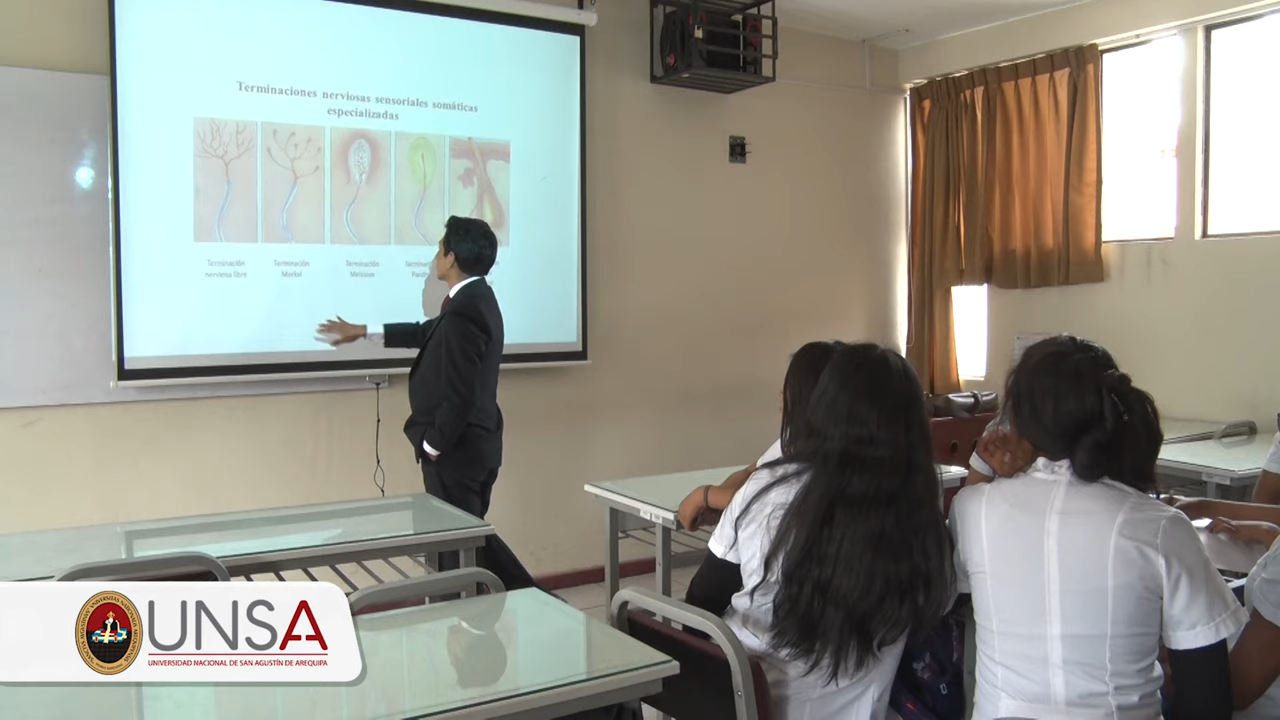 Terminaciones nerviosas sensoriales somáticas
especializadas
Terminación
nerviosa libre
Terminación
Merkel
Terminación
Meissner
UNSA
UNIVERSIDAD NACIONAL DE SAN AGUSTÍN DE AREQUIPA